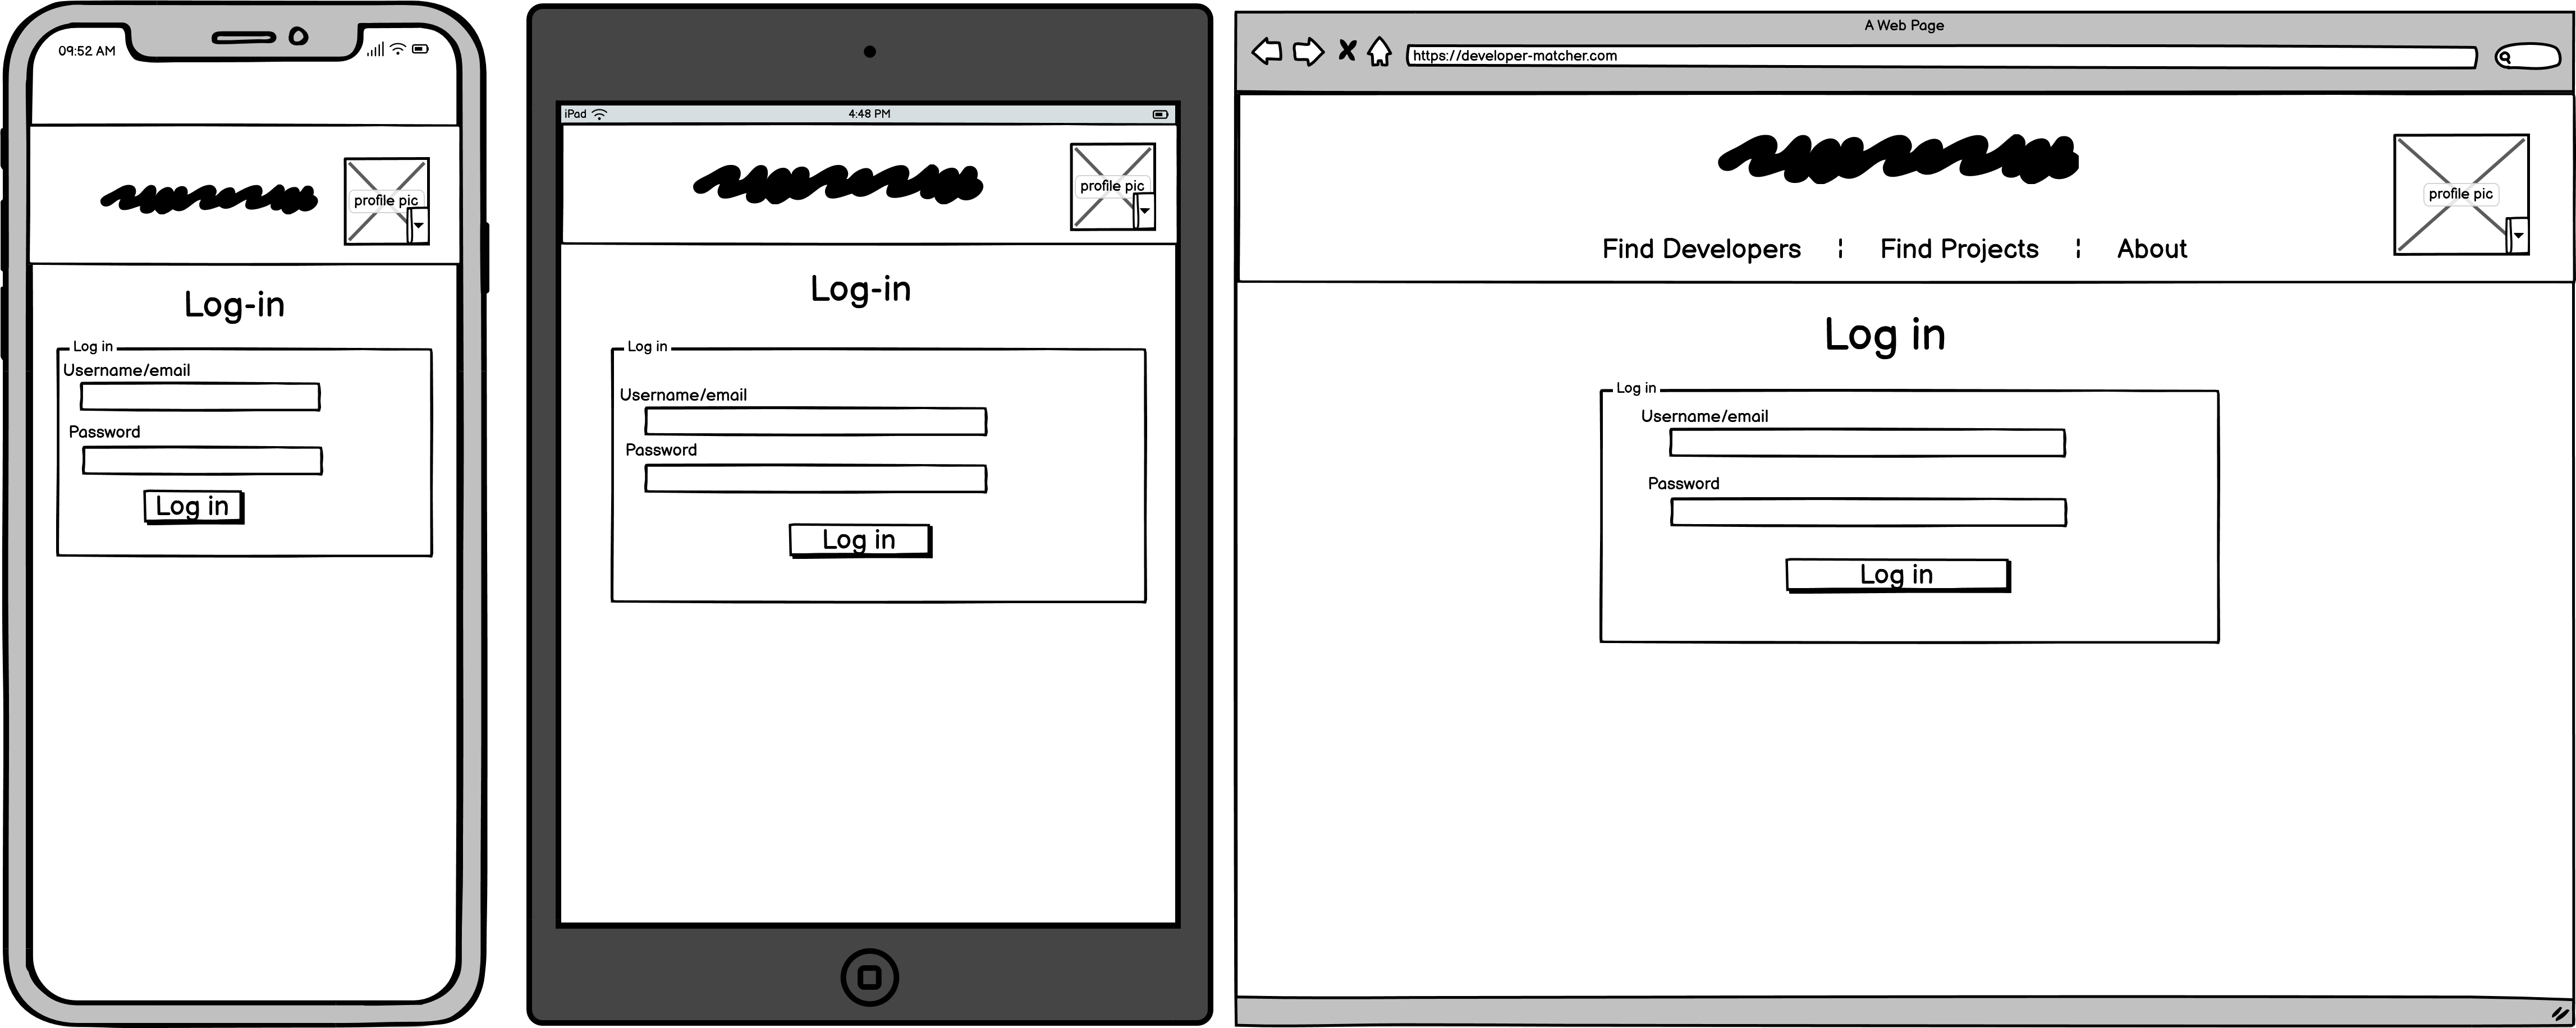 09:52 AM
profile pic
Log-in
Log in
Username/email
Password
Log in
iPad
4:48 PM
profile pic
Log-in
Log in
Username/email
Password
Log in
A Web Page
https://developer-matcher.com
profile pic
Find Developers ¦ Find Projects ¦ About
Log in
Log in
Username/email
Password
Log in